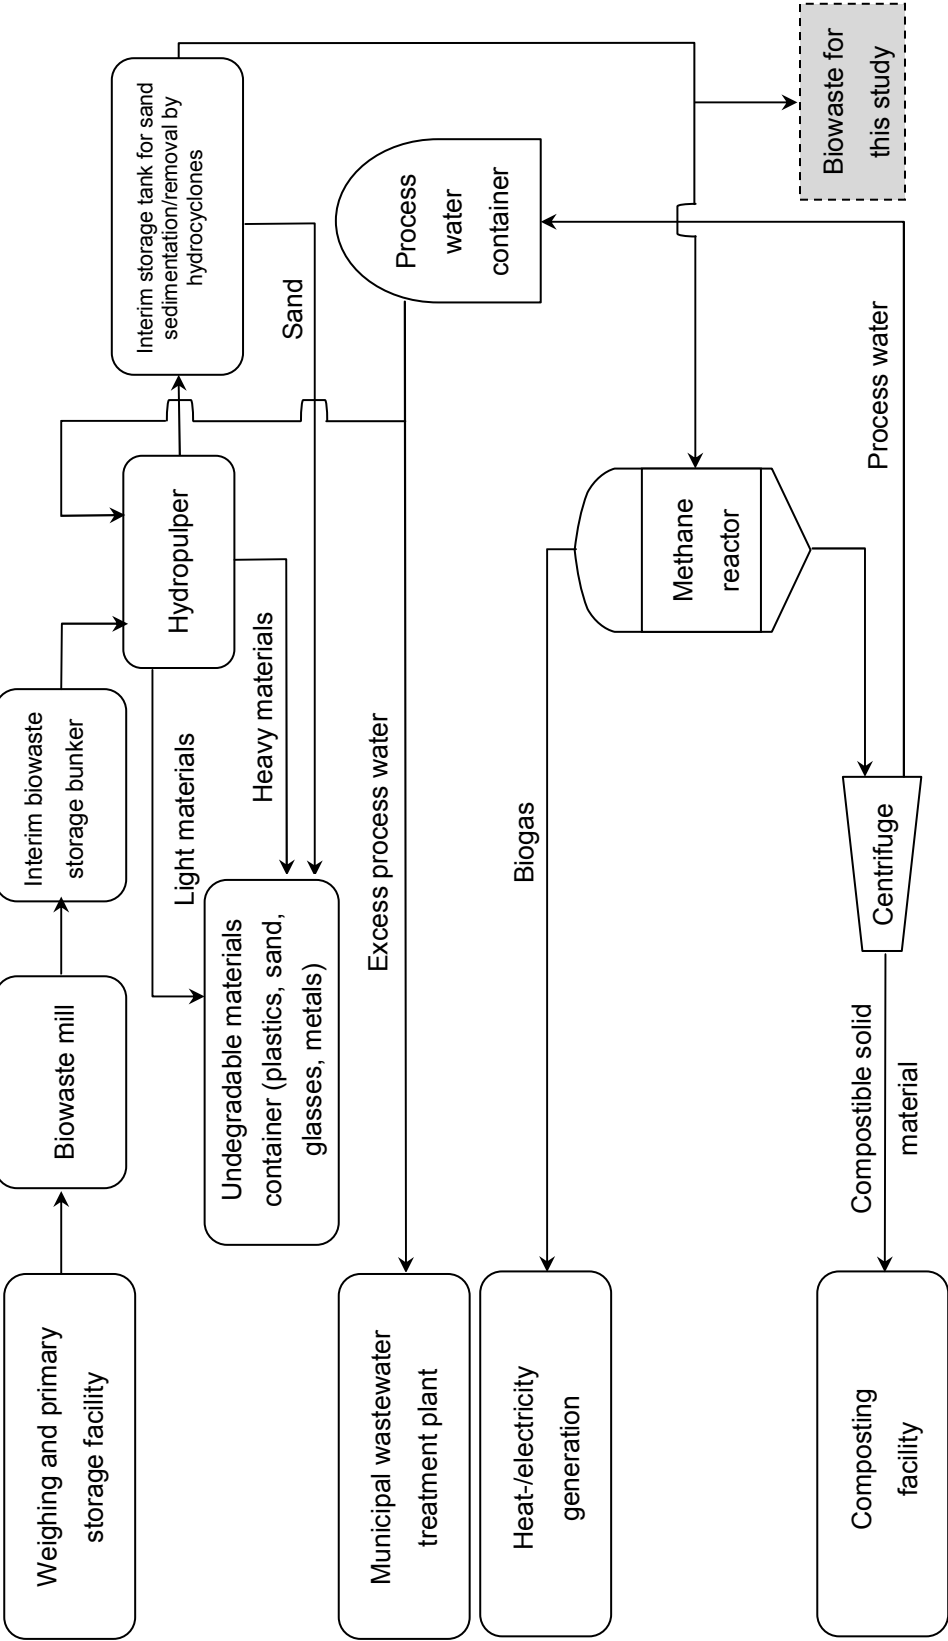 Weighing and primary
storage facility
Biowaste mill
Interim biowaste
storage bunker
Hydropulper
Interim storage tank for sand
sedimentation/removal by
hydrocyclones
Light materials
Heavy materials
Sand
Undegradable materials
container (plastics, sand,
glasses, metals)
Process
water
container
Excess process water
Municipal wastewater
treatment plant
Biogas
Heat-/electricity
generation
Methane
reactor
Biowaste for
this study
Process water
Centrifuge
Compostible solid
material
Composting
facility